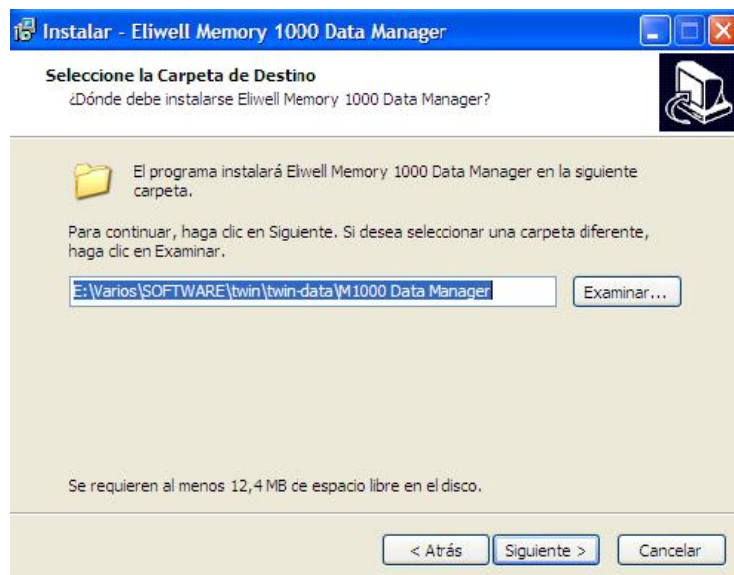 Instalar - Eliwell Memory 1000 Data Manager
Seleccione la Carpeta de Destino
¿Dónde debe instalarse Eliwell Memory 1000 Data Manager?
El programa instalará Eliwell Memory 1000 Data Manager en la siguiente
carpeta.
Para continuar, haga clic en Siguiente. Si desea seleccionar una carpeta diferente,
haga clic en Examinar.
E:\Varios\SOFTWARE\twin\twin-data\M1000 Data Manager
Examinar...
Se requieren al menos 12,4 MB de espacio libre en el disco.
< Atrás
Siguiente >
Cancelar